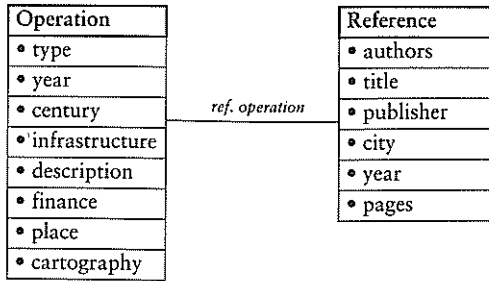 Operation
• type
• year
• century
• infrastructure
• description
• finance
• place
• cartography
ref. operation
Reference
• authors
• title
• publisher
• city
• year
• pages